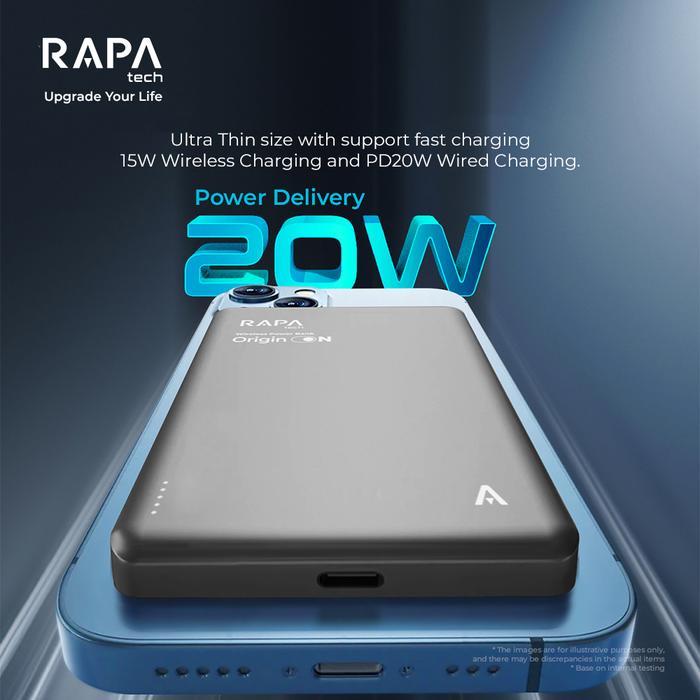 RAPA
tech
Upgrade Your Life
Ultra Thin size with support fast charging
15W Wireless Charging and PD20W Wired Charging.
Power Delivery
20W
RAPA
tech
Wireless Power Bank
Origin ON
* The images are for illustrative purposes only,
and there may be discrepancies in the actual items
* Base on internal testing